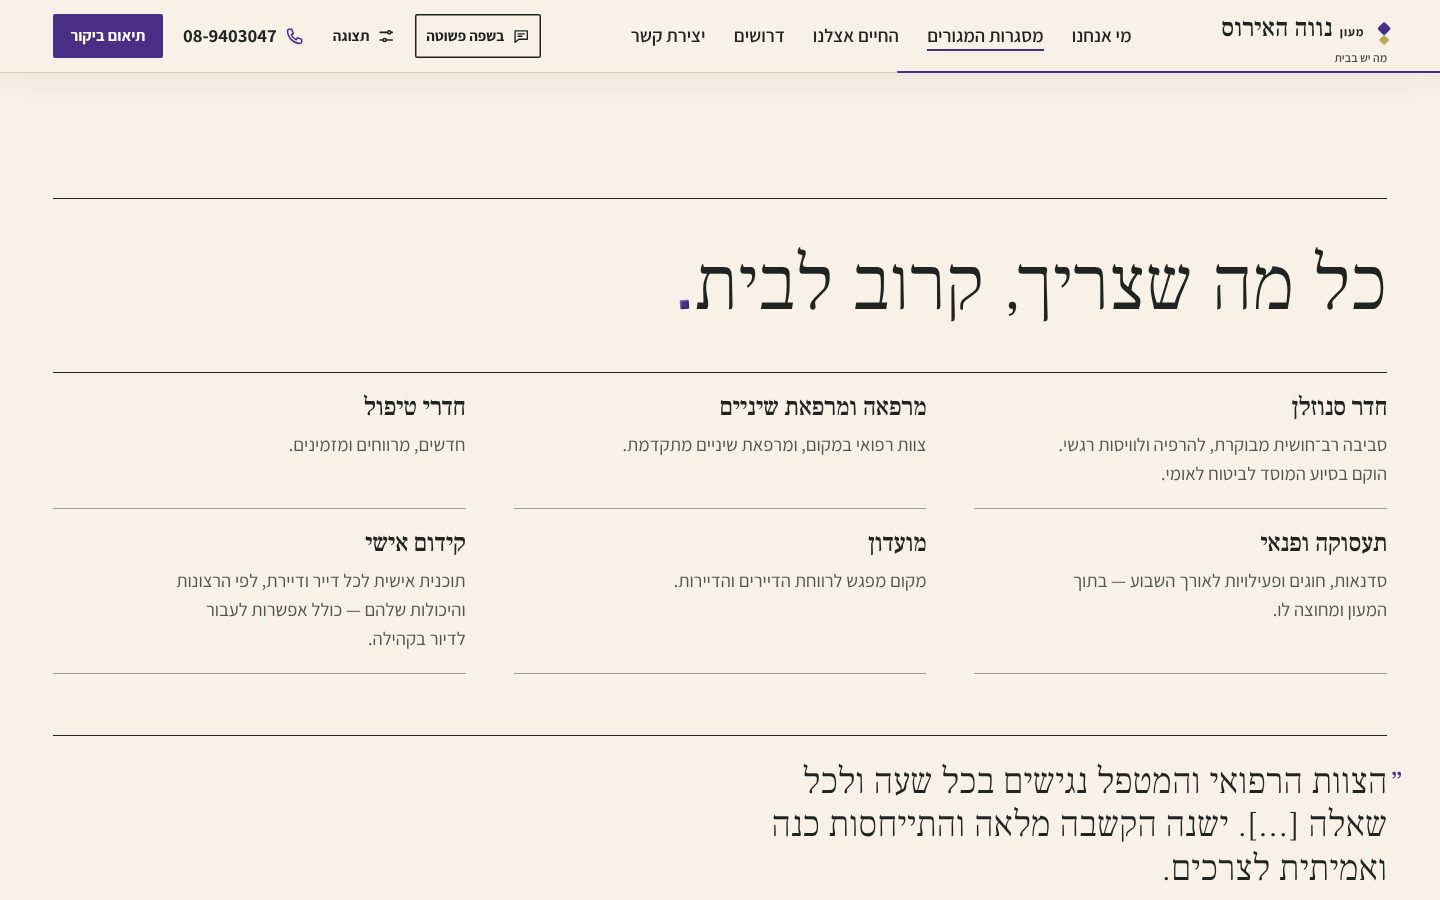 מעון נווה האירוס
מה יש בבית
מי אנחנו
מסגרות המגורים
החיים אצלנו
דרושים
יצירת קשר
בשפה פשוטה
תצוגה
08-9403047
תיאום ביקור
כל מה שצריך, קרוב לבית.
חדר סנוזלן
סביבה רב־חושית מבוקרת, להרפיה ולוויסות רגשי.
הוקם בסיוע המוסד לביטוח לאומי.
מרפאה ומרפאת שיניים
צוות רפואי במקום, ומרפאת שיניים מתקדמת.
חדרי טיפול
חדשים, מרווחים ומזמינים.
תעסוקה ופנאי
סדנאות, חוגים ופעילויות לאורך השבוע — בתוך
המעון ומחוצה לו.
מועדון
מקום מפגש לרווחת הדיירים והדיירות.
קידום אישי
תוכנית אישית לכל דייר ודיירת, לפי הרצונות
והיכולות שלהם — כולל אפשרות לעבור
לדיור בקהילה.
”הצוות הרפואי והמטפל נגישים בכל שעה ולכל
שאלה […]. ישנה הקשבה מלאה והתייחסות כנה
ואמיתית לצרכים.